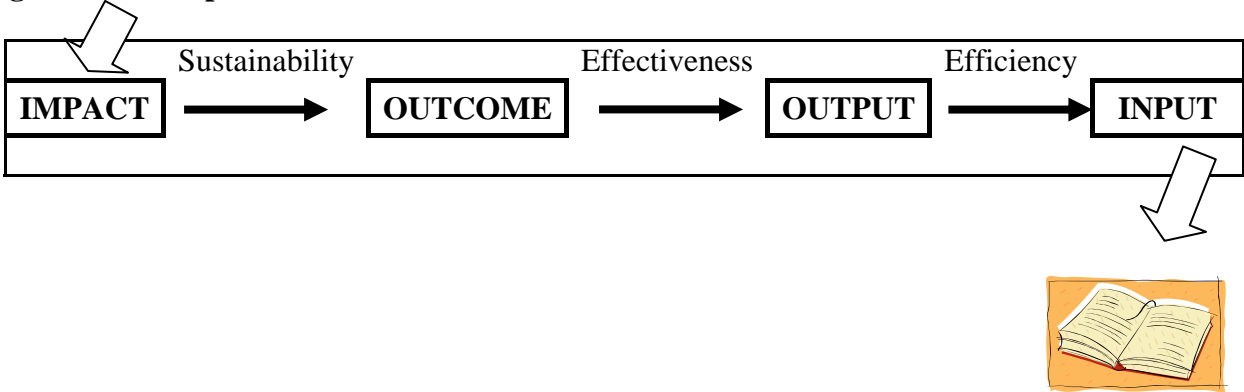 Sustainability Effectiveness Efficiency
IMPACT OUTCOME OUTPUT INPUT